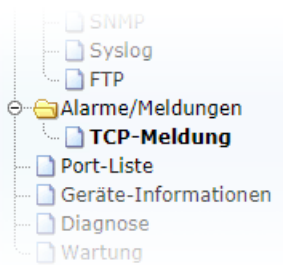 SNMP
Syslog
FTP
Alarme/Meldungen
TCP-Meldung
Port-Liste
Geräte-Informationen
Diagnose
Wartung